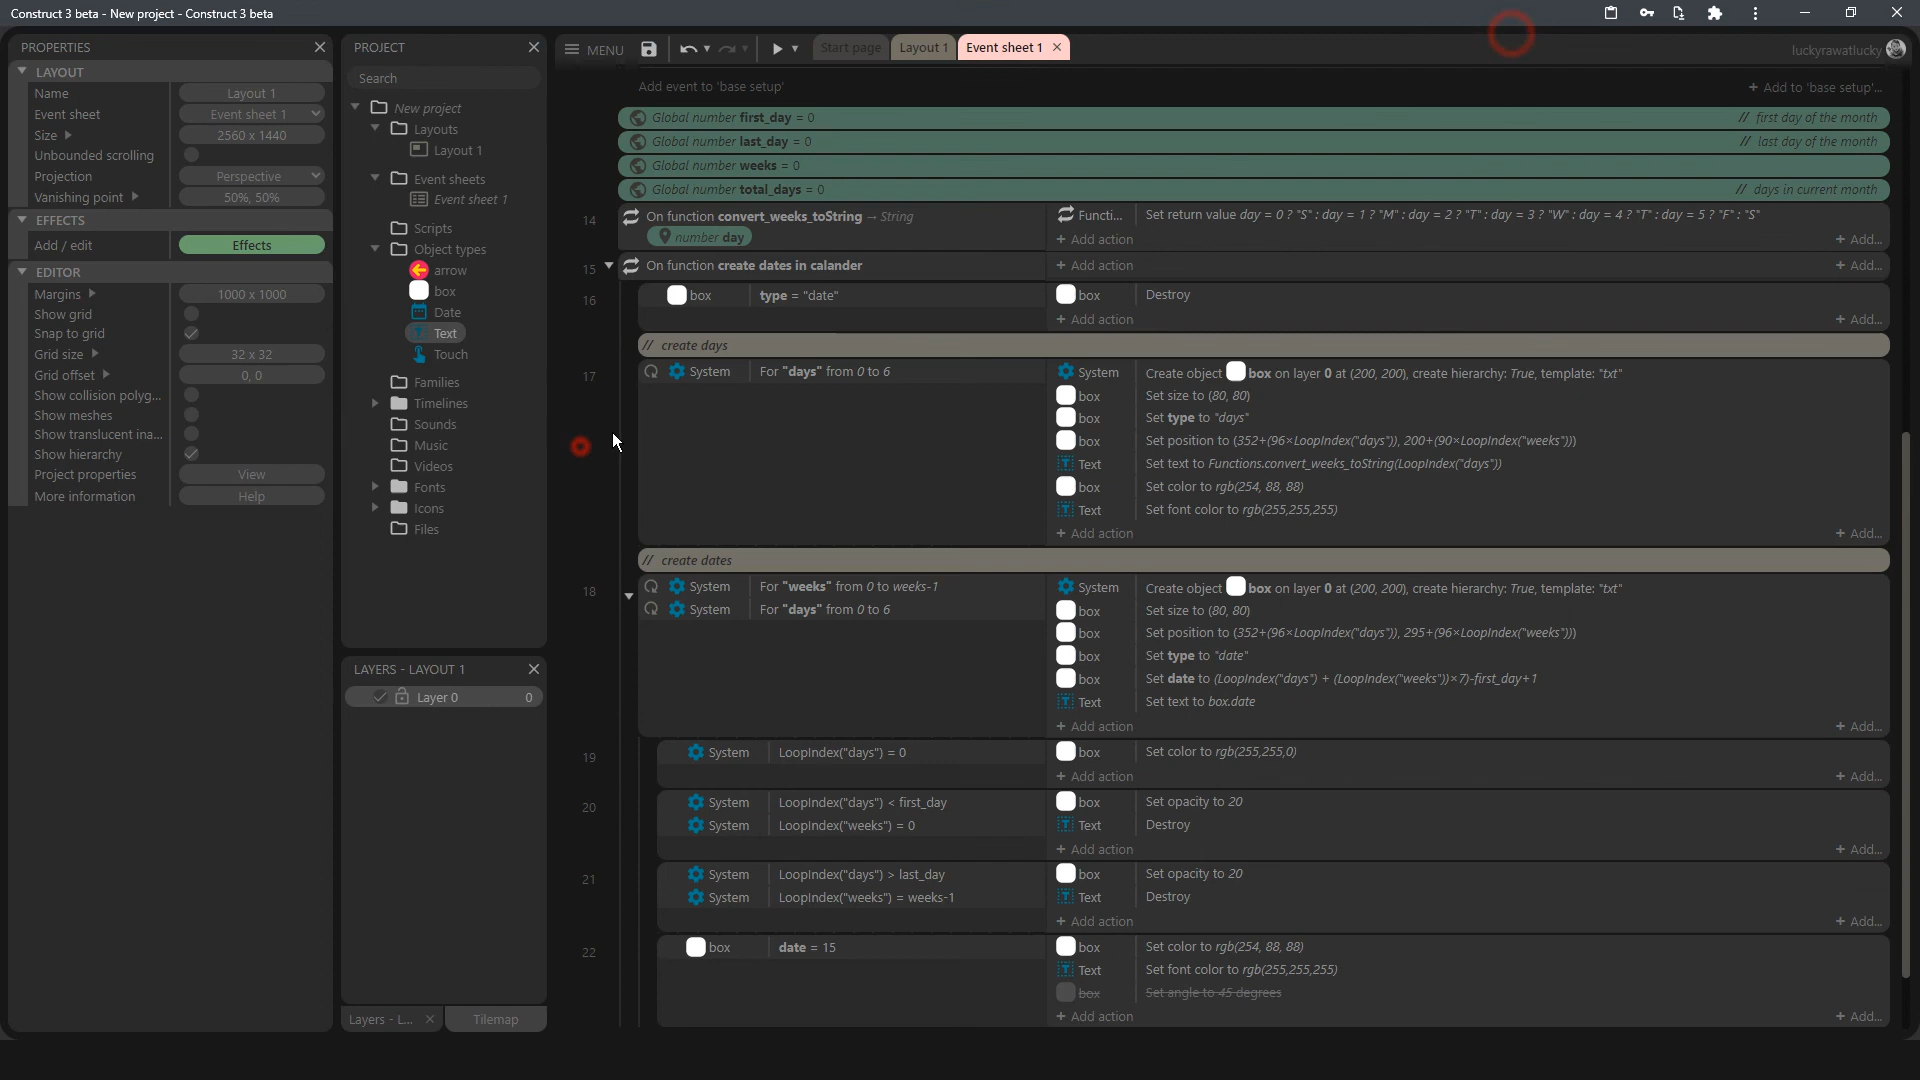 Construct 3 beta - New project - Construct 3 beta
PROPERTIES
LAYOUT
Name Layout 1
Event sheet Event sheet 1
Size 2560 x 1440
Unbounded scrolling
Projection Perspective
Vanishing point 50%, 50%
EFFECTS
Add / edit Effects
EDITOR
Margins 1000 x 1000
Show grid
Snap to grid
Grid size 32 x 32
Grid offset 0, 0
Show collision polyg...
Show meshes
Show translucent ina...
Show hierarchy
Project properties View
More information Help
PROJECT
Search
New project
Layouts
Layout 1
Event sheets
Event sheet 1
Scripts
Object types
arrow
box
Date
Text
Touch
Families
Timelines
Sounds
Music
Videos
Fonts
Icons
Files
LAYERS - LAYOUT 1
Layer 0 0
Layers - L...
Tilemap
MENU
Start page
Layout 1
Event sheet 1
luckyrawatlucky
Add event to 'base setup'
+ Add to 'base setup'...
Global number first_day = 0 // first day of the month
Global number last_day = 0 // last day of the month
Global number weeks = 0
Global number total_days = 0 // days in current month
14 On function convert_weeks_toString → String
number day
Functi... Set return value day = 0 ? "S" : day = 1 ? "M" : day = 2 ? "T" : day = 3 ? "W" : day = 4 ? "T" : day = 5 ? "F" : "S"
+ Add action + Add...
15 On function create dates in calander + Add action + Add...
16 box type = "date" box Destroy
+ Add action + Add...
// create days
17 System For "days" from 0 to 6
System Create object box on layer 0 at (200, 200), create hierarchy: True, template: "txt"
box Set size to (80, 80)
box Set type to "days"
box Set position to (352+(96×LoopIndex("days")), 200+(90×LoopIndex("weeks")))
Text Set text to Functions.convert_weeks_toString(LoopIndex("days"))
box Set color to rgb(254, 88, 88)
Text Set font color to rgb(255,255,255)
+ Add action + Add...
// create dates
18 System For "weeks" from 0 to weeks-1
System For "days" from 0 to 6
System Create object box on layer 0 at (200, 200), create hierarchy: True, template: "txt"
box Set size to (80, 80)
box Set position to (352+(96×LoopIndex("days")), 295+(96×LoopIndex("weeks")))
box Set type to "date"
box Set date to (LoopIndex("days") + (LoopIndex("weeks"))×7)-first_day+1
Text Set text to box.date
+ Add action + Add...
19 System LoopIndex("days") = 0 box Set color to rgb(255,255,0)
+ Add action + Add...
20 System LoopIndex("days") < first_day box Set opacity to 20
System LoopIndex("weeks") = 0 Text Destroy
+ Add action + Add...
21 System LoopIndex("days") > last_day box Set opacity to 20
System LoopIndex("weeks") = weeks-1 Text Destroy
+ Add action + Add...
22 box date = 15 box Set color to rgb(254, 88, 88)
Text Set font color to rgb(255,255,255)
box Set angle to 45 degrees
+ Add action + Add...